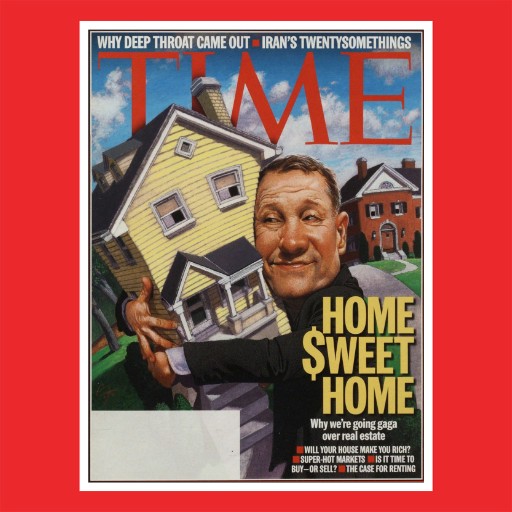 WHY DEEP THROAT CAME OUT ■ IRAN'S TWENTYSOMETHINGS
TIME
HOME
$WEET
HOME
Why we're going gaga
over real estate
■ WILL YOUR HOUSE MAKE YOU RICH?
■ SUPER-HOT MARKETS ■ IS IT TIME TO
BUY—OR SELL? ■ THE CASE FOR RENTING